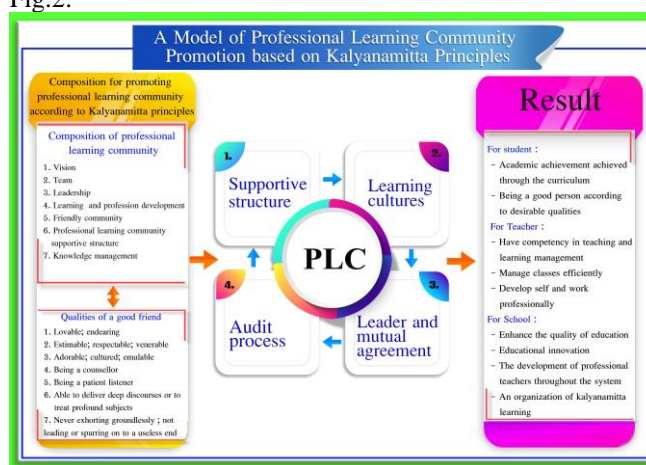 Fig.2.
A Model of Professional Learning Community
Promotion based on Kalyanamitta Principles
Composition for promoting
professional learning community
according to Kalyanamitta principles
Composition of professional
learning community
1. Vision
2. Team
3. Leadership
4. Learning and profession development
5. Friendly community
6. Professional learning community
supportive structure
7. Knowledge management
Qualities of a good friend
1. Lovable; endearing
2. Estimable; respectable; venerable
3. Adorable; cultured; emulable
4. Being a counsellor
5. Being a patient listener
6. Able to deliver deep discourses or to
treat profound subjects
7. Never exhorting groundlessly ; not
leading or spurring on to a useless end
1.
Supportive
structure
2.
Learning
cultures
PLC
4.
Audit
process
3.
Leader and
mutual
agreement
Result
For student :
- Academic achievement achieved
through the curriculum
- Being a good person according
to desirable qualities
For Teacher :
- Have competency in teaching and
learning management
- Manage classes efficiently
- Develop self and work
professionally
For School :
- Enhance the quality of education
- Educational innovation
- The development of professional
teachers throughout the system
- An organization of kalyanamitta
learning